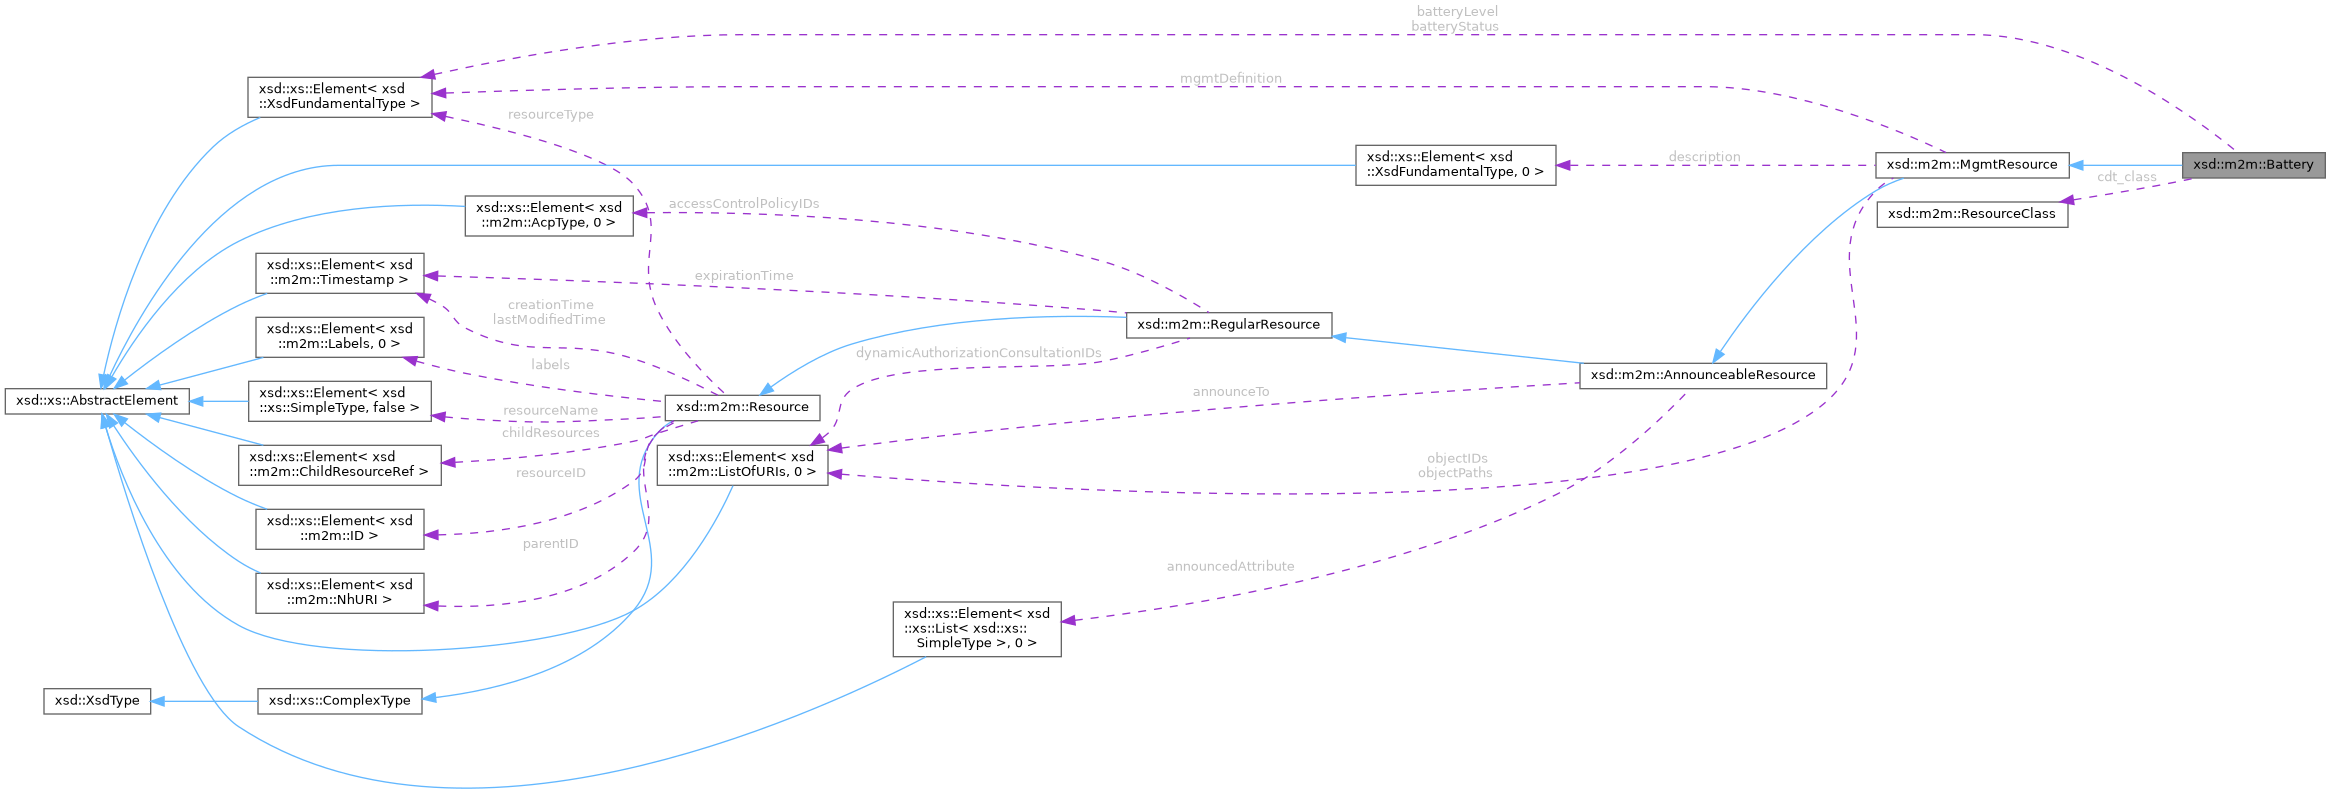 batteryLevel
batteryStatus
xsd::xs::Element< xsd
::XsdFundamentalType >
mgmtDefinition
resourceType
xsd::xs::Element< xsd
::XsdFundamentalType, 0 >
description
xsd::m2m::MgmtResource
xsd::m2m::Battery
cdt_class
xsd::m2m::ResourceClass
xsd::xs::Element< xsd
::m2m::AcpType, 0 >
accessControlPolicyIDs
xsd::xs::Element< xsd
::m2m::Timestamp >
expirationTime
creationTime
lastModifiedTime
xsd::m2m::RegularResource
xsd::xs::Element< xsd
::m2m::Labels, 0 >
labels
dynamicAuthorizationConsultationIDs
xsd::m2m::AnnounceableResource
announceTo
xsd::xs::AbstractElement
xsd::xs::Element< xsd
::xs::SimpleType, false >
resourceName
xsd::m2m::Resource
childResources
xsd::xs::Element< xsd
::m2m::ChildResourceRef >
xsd::xs::Element< xsd
::m2m::ListOfURIs, 0 >
objectIDs
objectPaths
resourceID
xsd::xs::Element< xsd
::m2m::ID >
parentID
announcedAttribute
xsd::xs::Element< xsd
::m2m::NhURI >
xsd::xs::Element< xsd
::xs::List< xsd::xs::
SimpleType >, 0 >
xsd::XsdType
xsd::xs::ComplexType